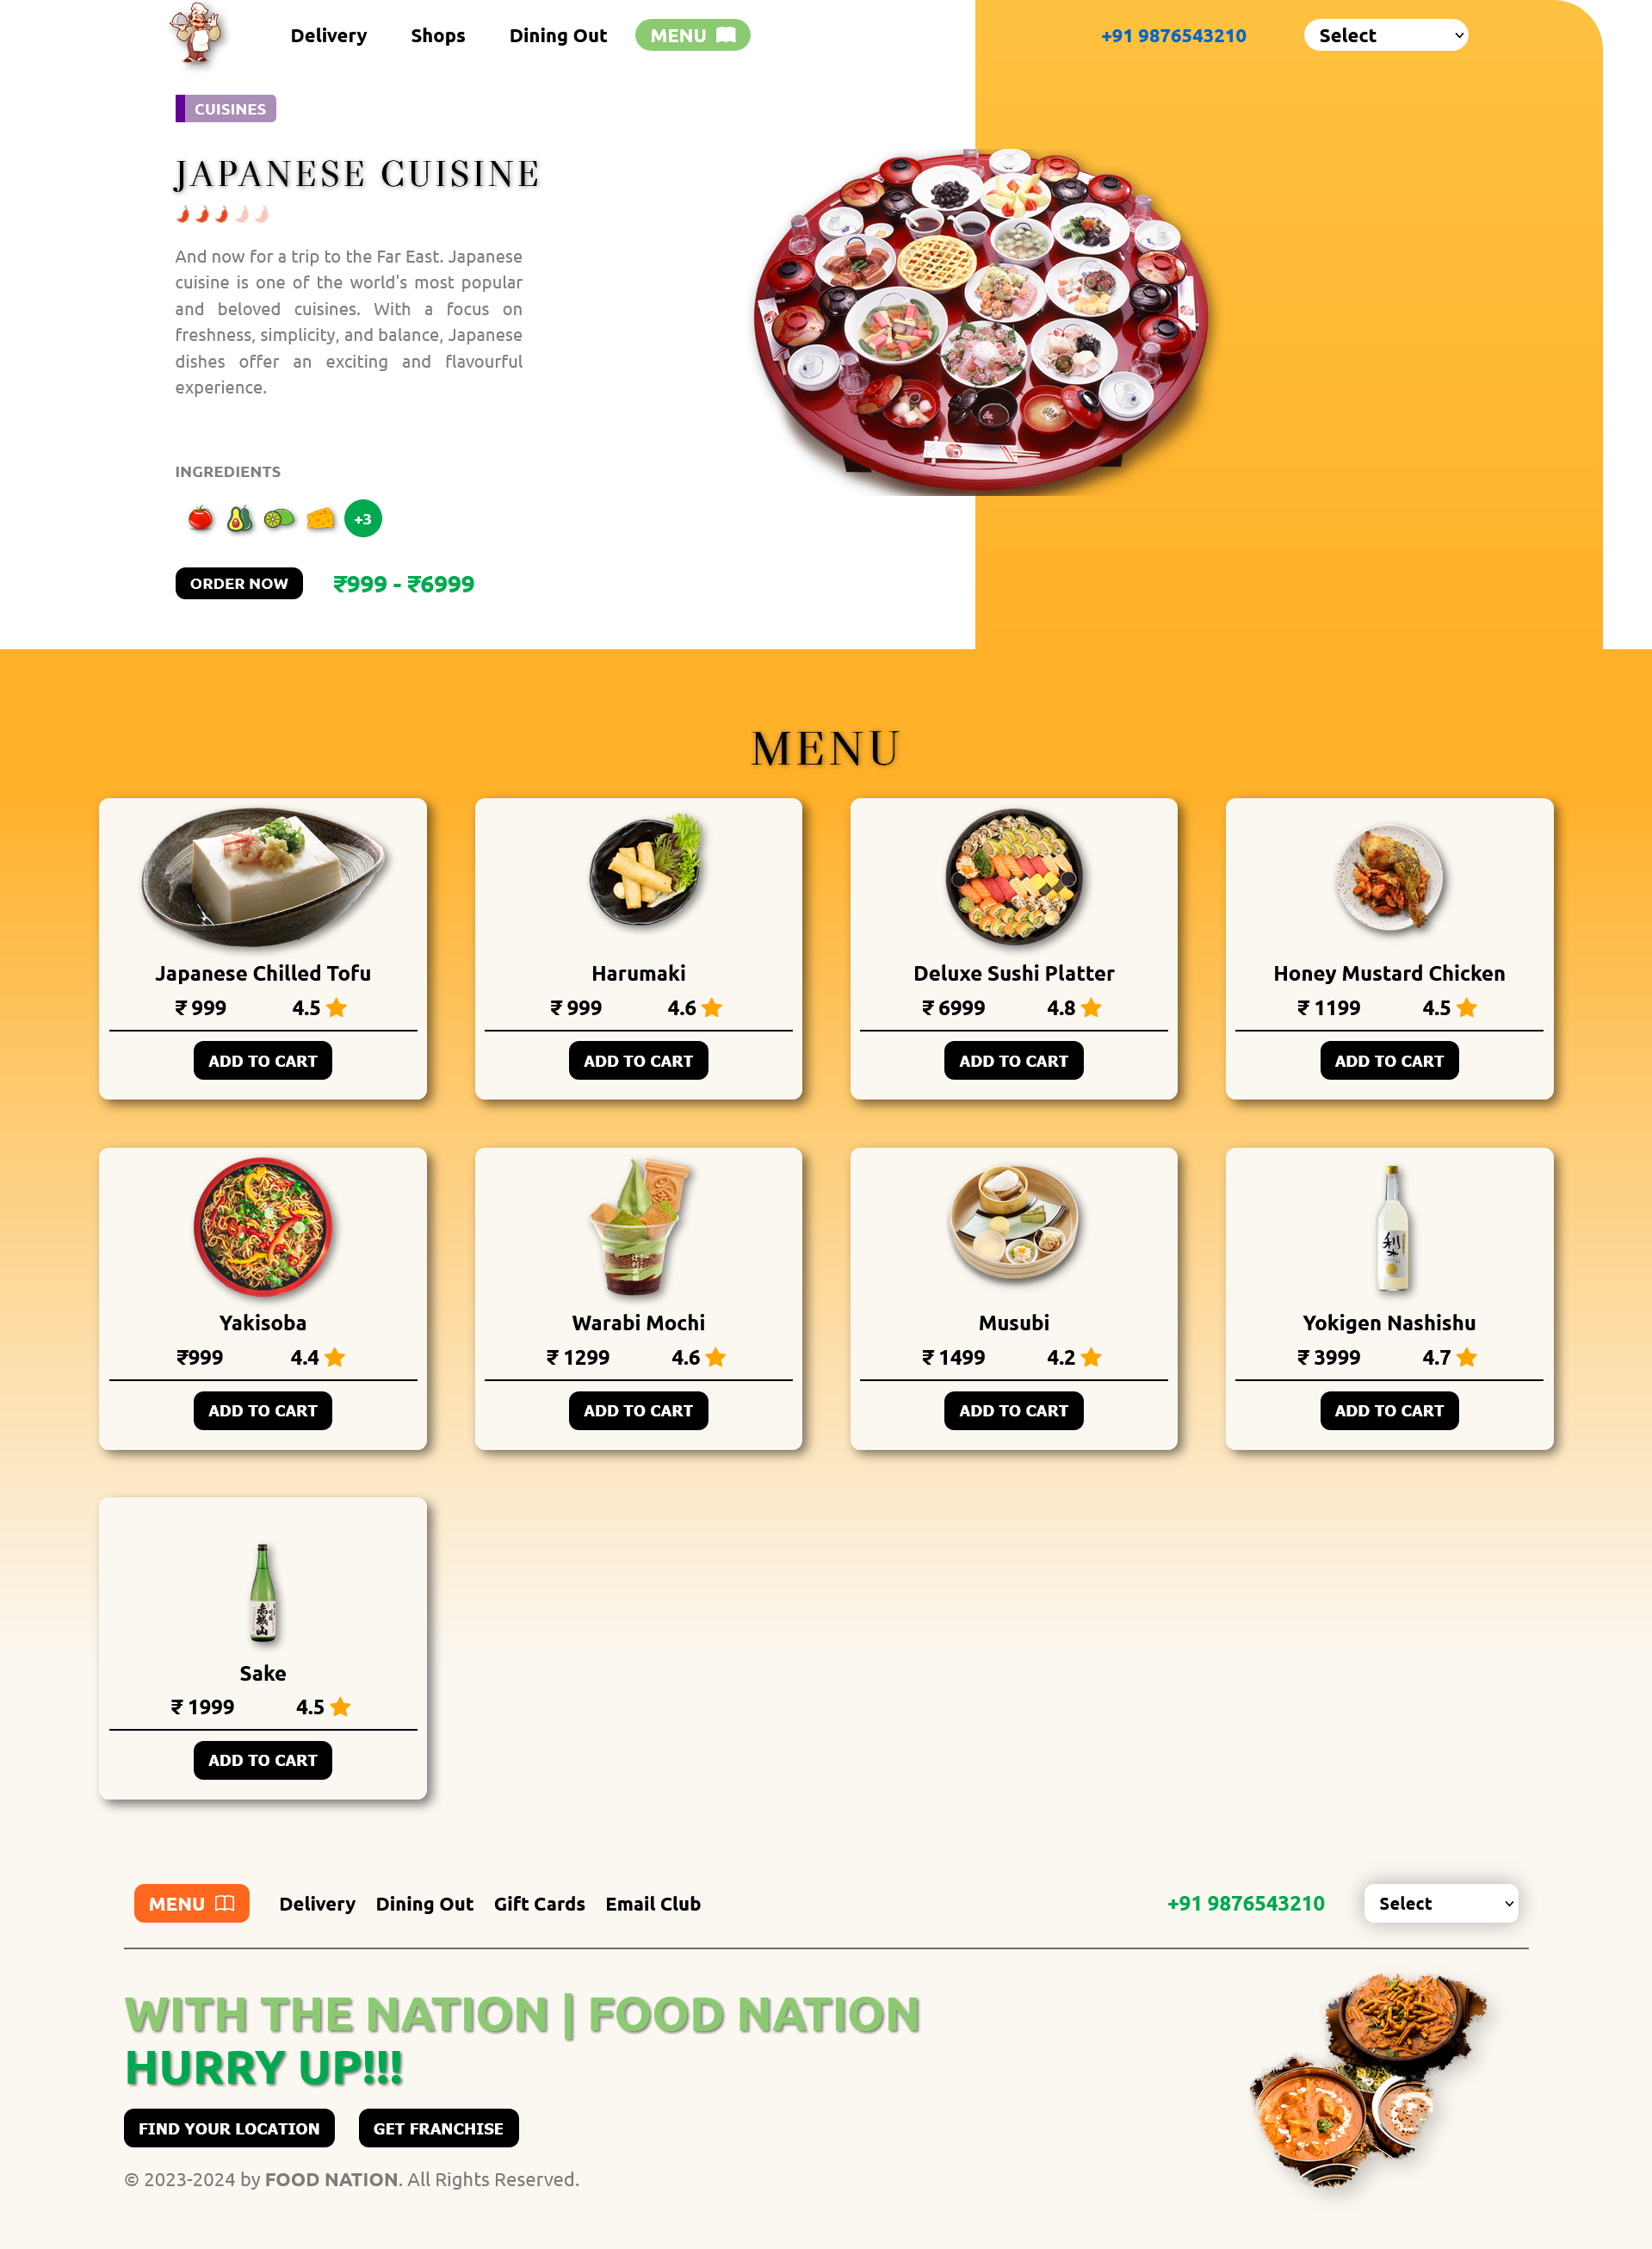 Delivery Shops Dining Out MENU +91 9876543210 Select
CUISINES
JAPANESE CUISINE
And now for a trip to the Far East. Japanese
cuisine is one of the world's most popular
and beloved cuisines. With a focus on
freshness, simplicity, and balance, Japanese
dishes offer an exciting and flavourful
experience.
INGREDIENTS
+3
ORDER NOW ₹999 - ₹6999
MENU
Japanese Chilled Tofu
₹ 999 4.5
ADD TO CART
Harumaki
₹ 999 4.6
ADD TO CART
Deluxe Sushi Platter
₹ 6999 4.8
ADD TO CART
Honey Mustard Chicken
₹ 1199 4.5
ADD TO CART
Yakisoba
₹999 4.4
ADD TO CART
Warabi Mochi
₹ 1299 4.6
ADD TO CART
Musubi
₹ 1499 4.2
ADD TO CART
Yokigen Nashishu
₹ 3999 4.7
ADD TO CART
Sake
₹ 1999 4.5
ADD TO CART
MENU Delivery Dining Out Gift Cards Email Club +91 9876543210 Select
WITH THE NATION | FOOD NATION
HURRY UP!!!
FIND YOUR LOCATION GET FRANCHISE
© 2023-2024 by FOOD NATION. All Rights Reserved.